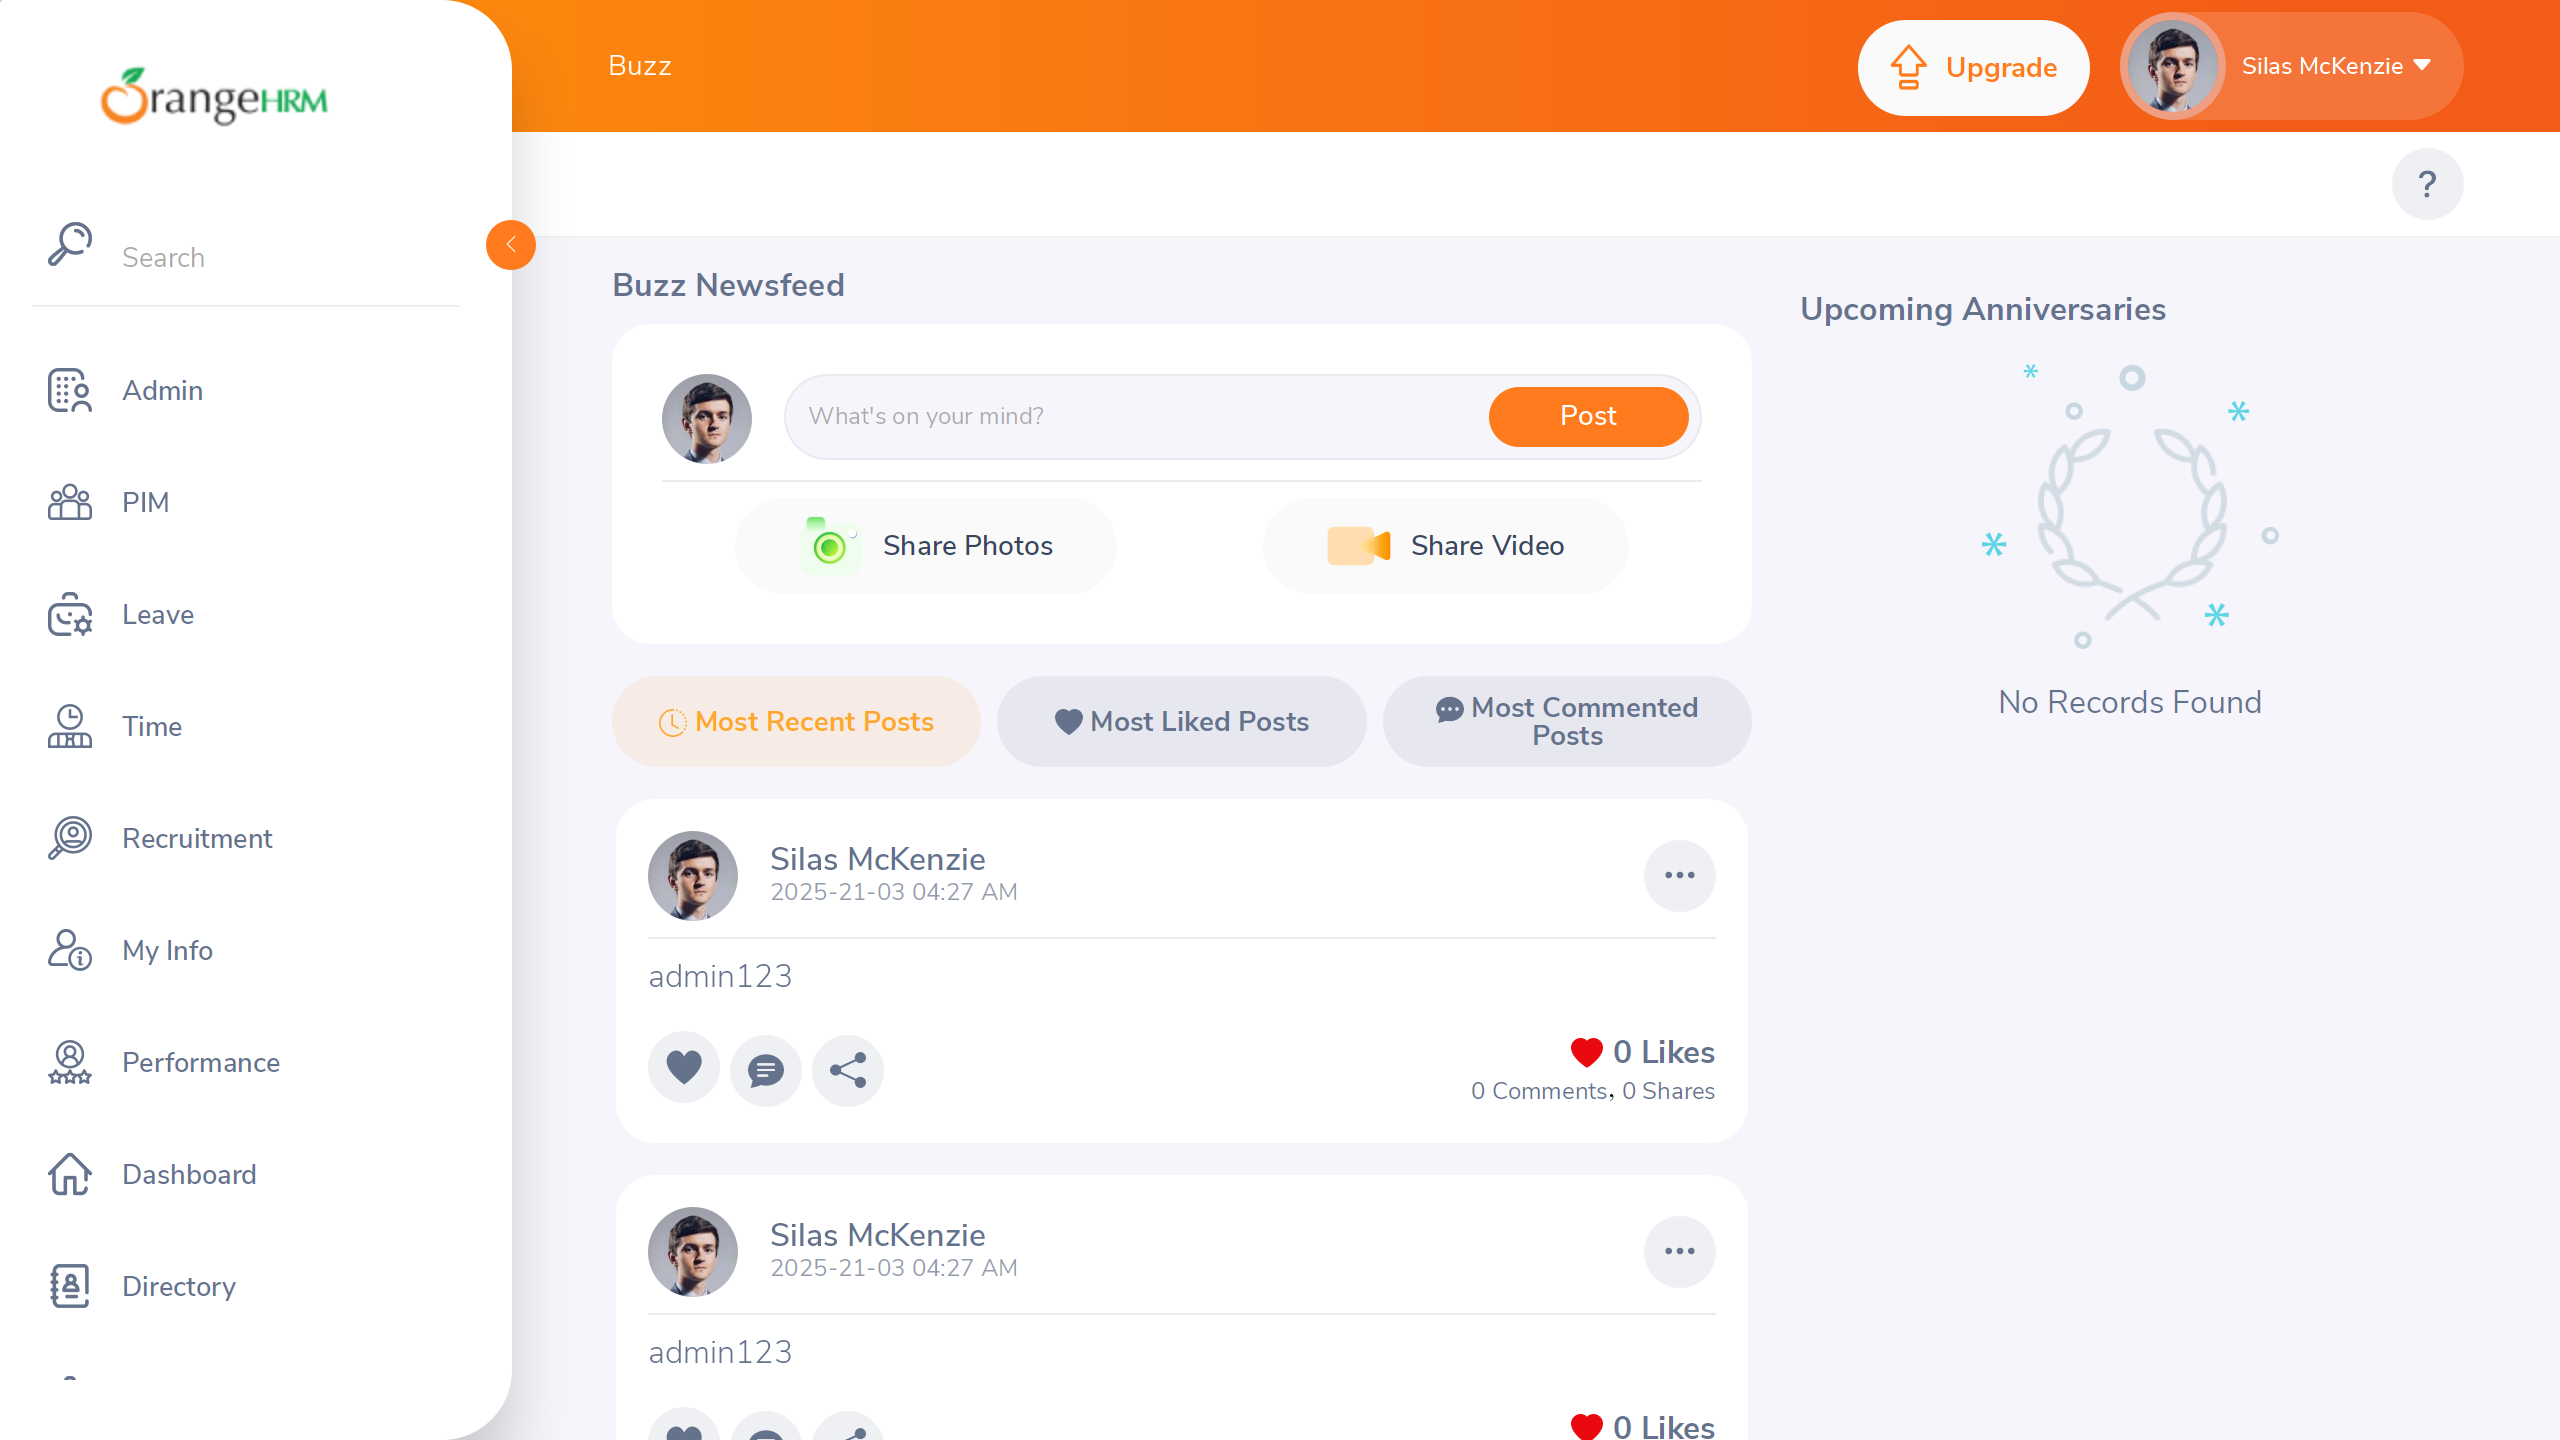 OrangeHRM
Search
Admin
PIM
Leave
Time
Recruitment
My Info
Performance
Dashboard
Directory
Buzz
Upgrade
Silas McKenzie
?
Buzz Newsfeed
What's on your mind?
Post
Share Photos
Share Video
Most Recent Posts
Most Liked Posts
Most Commented
Posts
Silas McKenzie
2025-21-03 04:27 AM
admin123
0 Likes
0 Comments, 0 Shares
Silas McKenzie
2025-21-03 04:27 AM
admin123
0 Likes
Upcoming Anniversaries
No Records Found